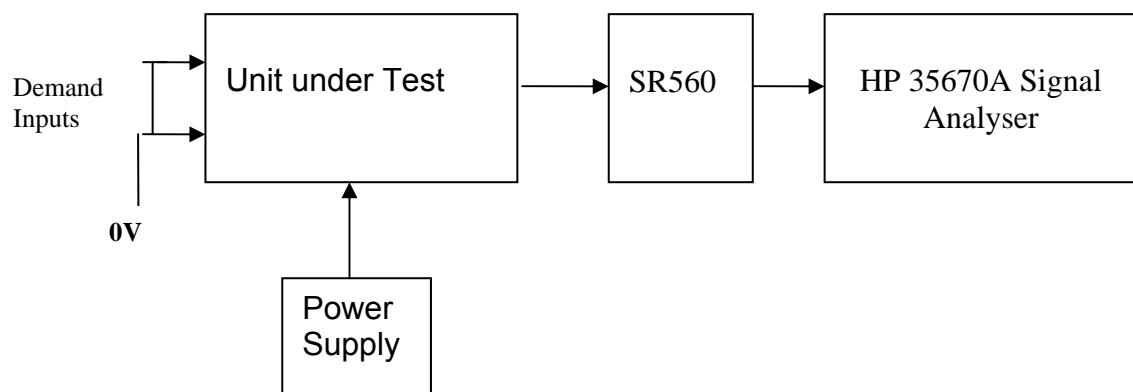 Demand
Inputs
0V
Unit under Test
SR560
HP 35670A Signal
Analyser
Power
Supply